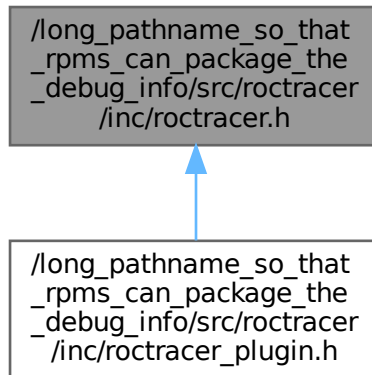 /long_pathname_so_that
_rpms_can_package_the
_debug_info/src/roctracer
/inc/roctracer.h
/long_pathname_so_that
_rpms_can_package_the
_debug_info/src/roctracer
/inc/roctracer_plugin.h